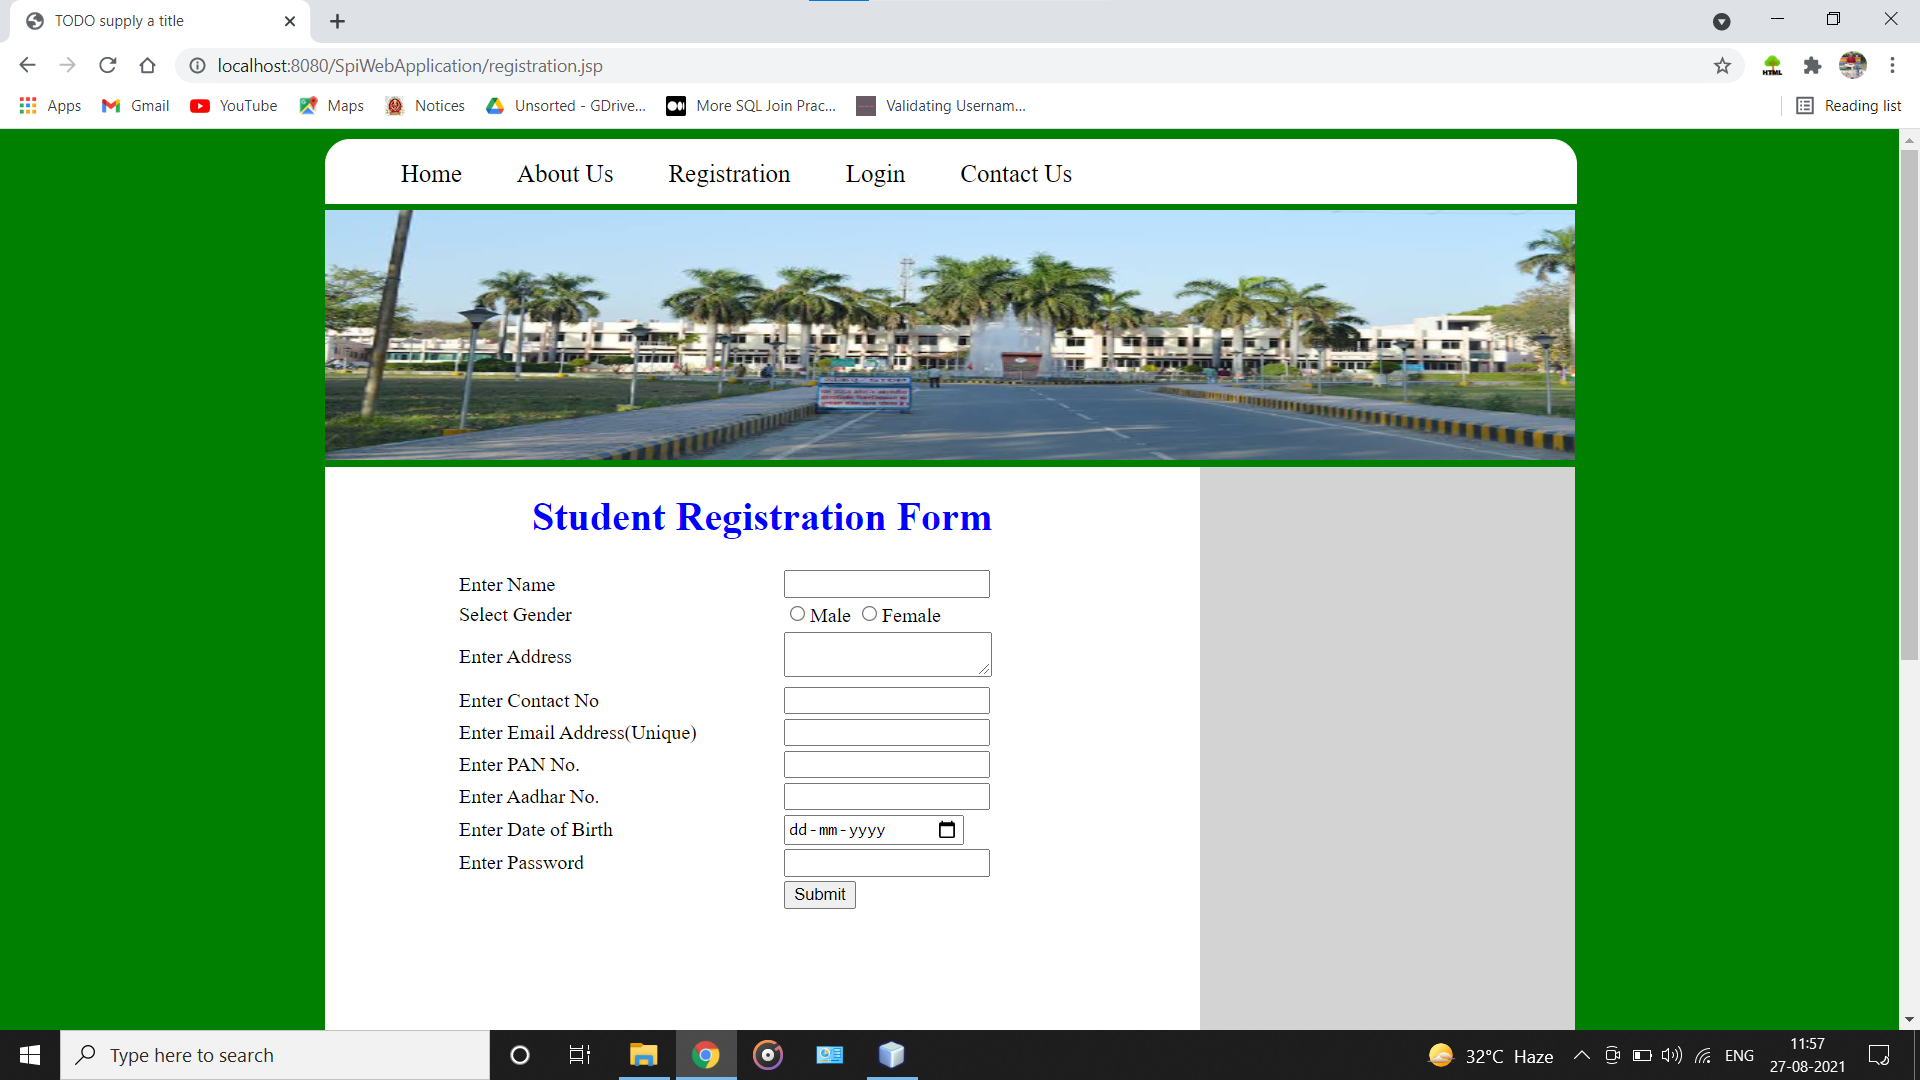 TODO supply a title
localhost:8080/SpiWebApplication/registration.jsp
Apps Gmail YouTube Maps Notices Unsorted - GDrive... More SQL Join Prac... Validating Usernam... Reading list
HTML
Home About Us Registration Login Contact Us
STOP
Student Registration Form
Enter Name
Select Gender Male Female
Enter Address
Enter Contact No
Enter Email Address(Unique)
Enter PAN No.
Enter Aadhar No.
Enter Date of Birth dd-mm-yyyy
Enter Password
Submit
Type here to search
32°C Haze
ENG
11:57
27-08-2021